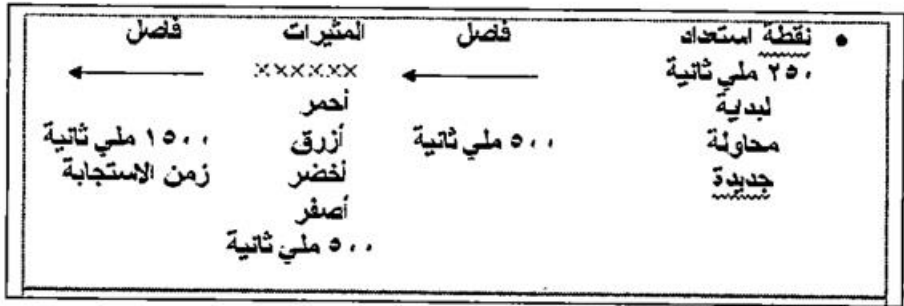 • نقطة استعداد فاصل المثيرات فاصل
٢٥٠ ملي ثانية ×××××× 
لبداية أحمر
محاولة ٥٠٠ ملي ثانية أزرق ١٥٠٠ ملي ثانية
جديدة أخضر زمن الاستجابة
أصفر
٥٠٠ ملي ثانية